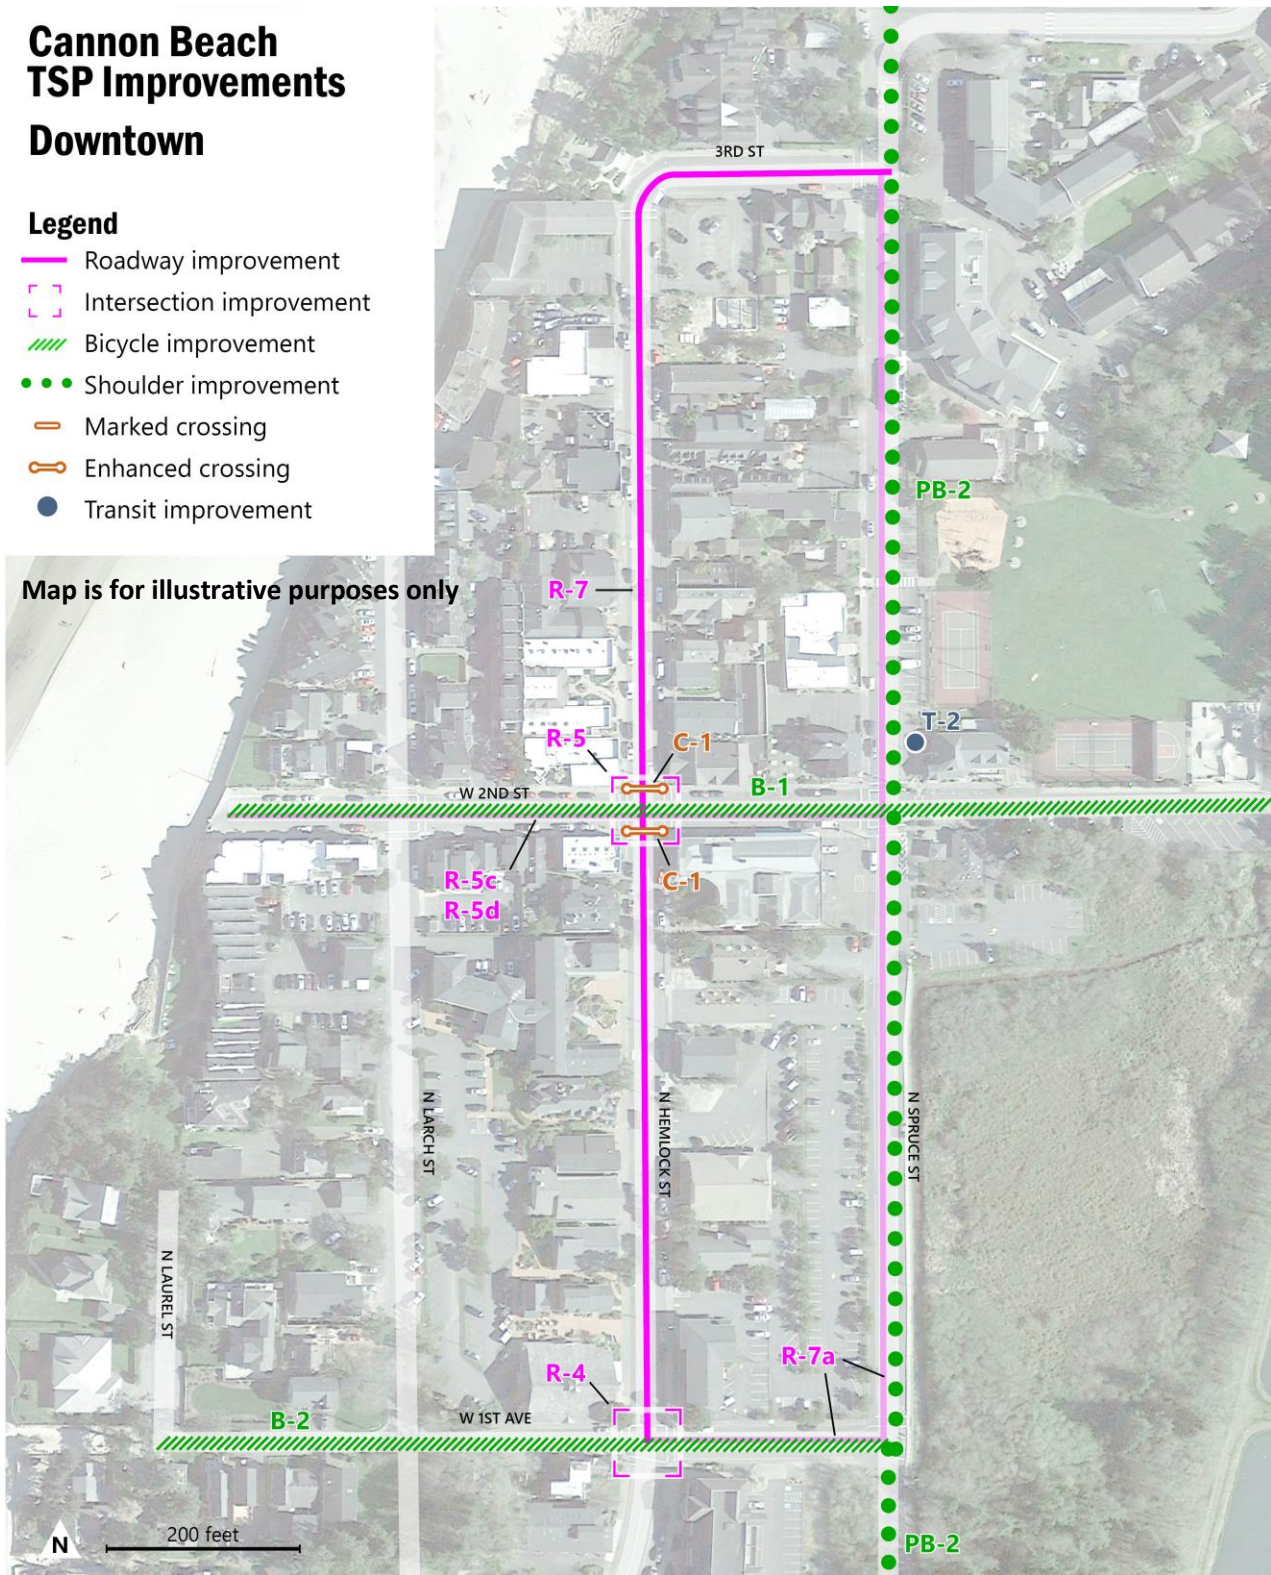 Cannon Beach
TSP Improvements
Downtown
Legend
Roadway improvement
Intersection improvement
Bicycle improvement
Shoulder improvement
Marked crossing
Enhanced crossing
Transit improvement
Map is for illustrative purposes only
3RD ST
PB-2
R-7
T-2
R-5
C-1
B-1
W 2ND ST
C-1
R-5c
R-5d
N LARCH ST
N HEMLOCK ST
N SPRUCE ST
N LAUREL ST
R-7a
R-4
B-2
W 1ST AVE
200 feet
N
PB-2